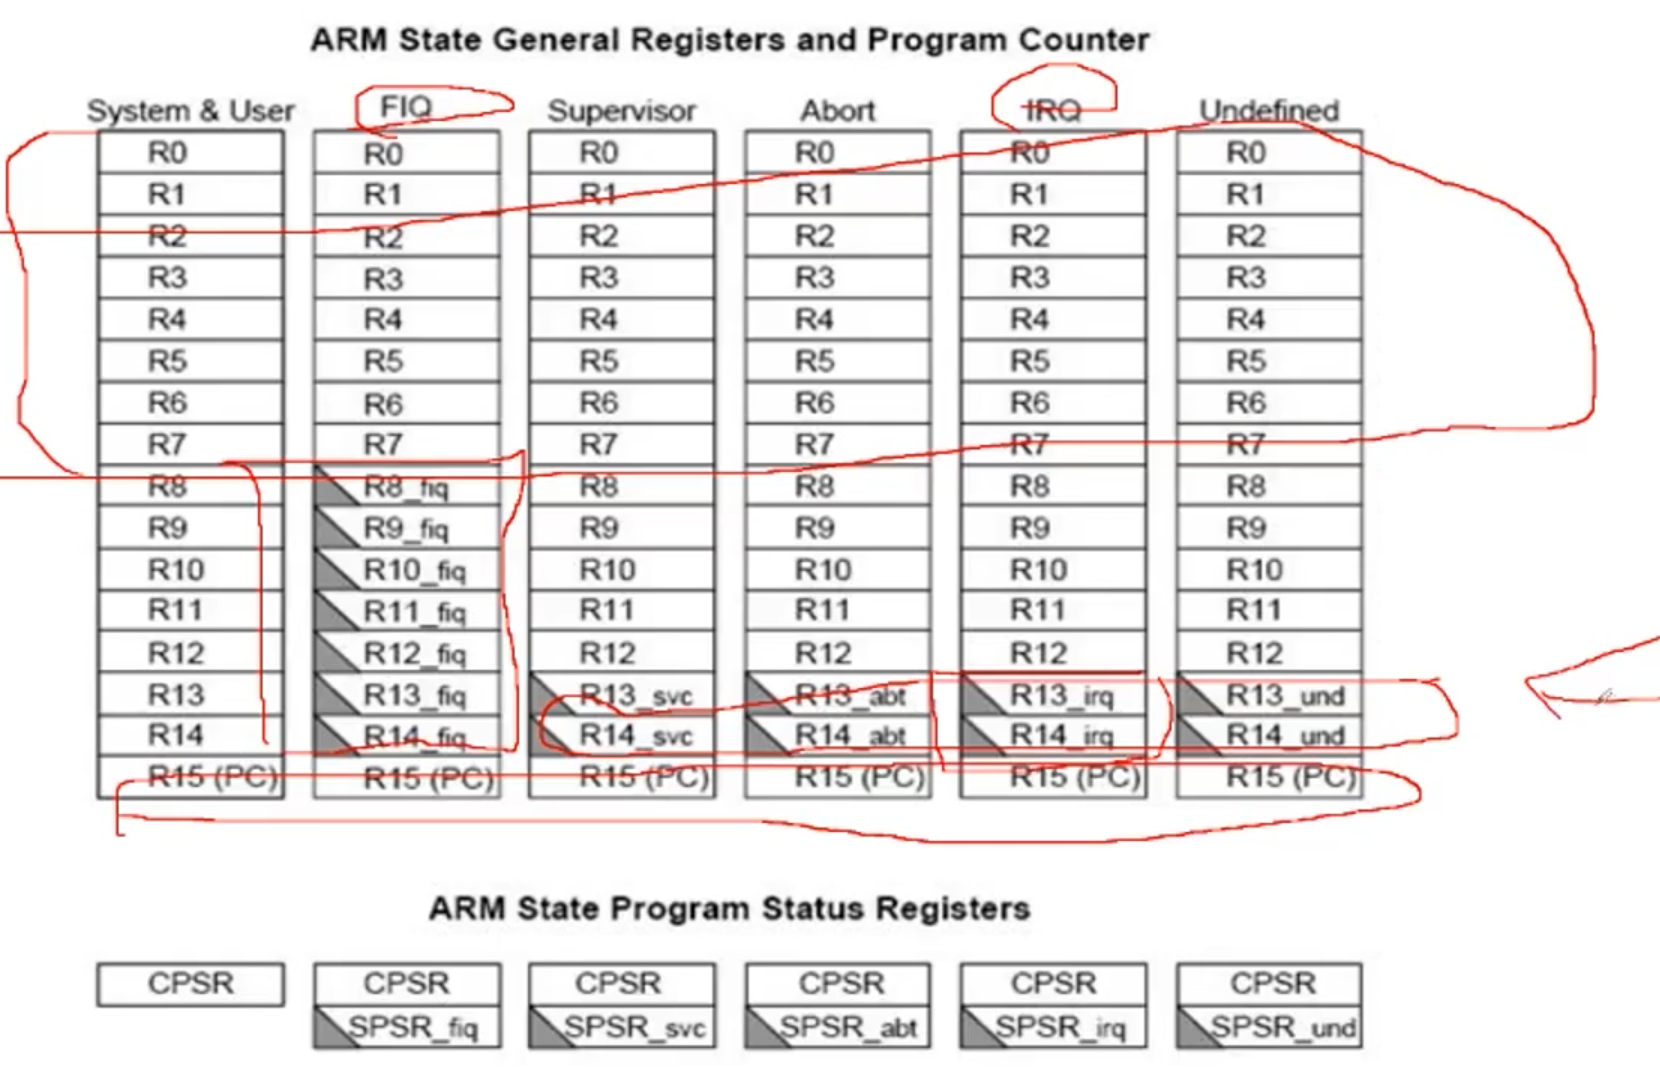 ARM State General Registers and Program Counter
System & User FIQ Supervisor Abort IRQ Undefined
R0 R0 R0 R0 R0 R0
R1 R1 R1 R1 R1 R1
R2 R2 R2 R2 R2 R2
R3 R3 R3 R3 R3 R3
R4 R4 R4 R4 R4 R4
R5 R5 R5 R5 R5 R5
R6 R6 R6 R6 R6 R6
R7 R7 R7 R7 R7 R7
R8 R8_fiq R8 R8 R8 R8
R9 R9_fiq R9 R9 R9 R9
R10 R10_fiq R10 R10 R10 R10
R11 R11_fiq R11 R11 R11 R11
R12 R12_fiq R12 R12 R12 R12
R13 R13_fiq R13_svc R13_abt R13_irq R13_und
R14 R14_fiq R14_svc R14_abt R14_irq R14_und
R15 (PC) R15 (PC) R15 (PC) R15 (PC) R15 (PC) R15 (PC)
ARM State Program Status Registers
CPSR CPSR CPSR CPSR CPSR CPSR
SPSR_fiq SPSR_svc SPSR_abt SPSR_irq SPSR_und